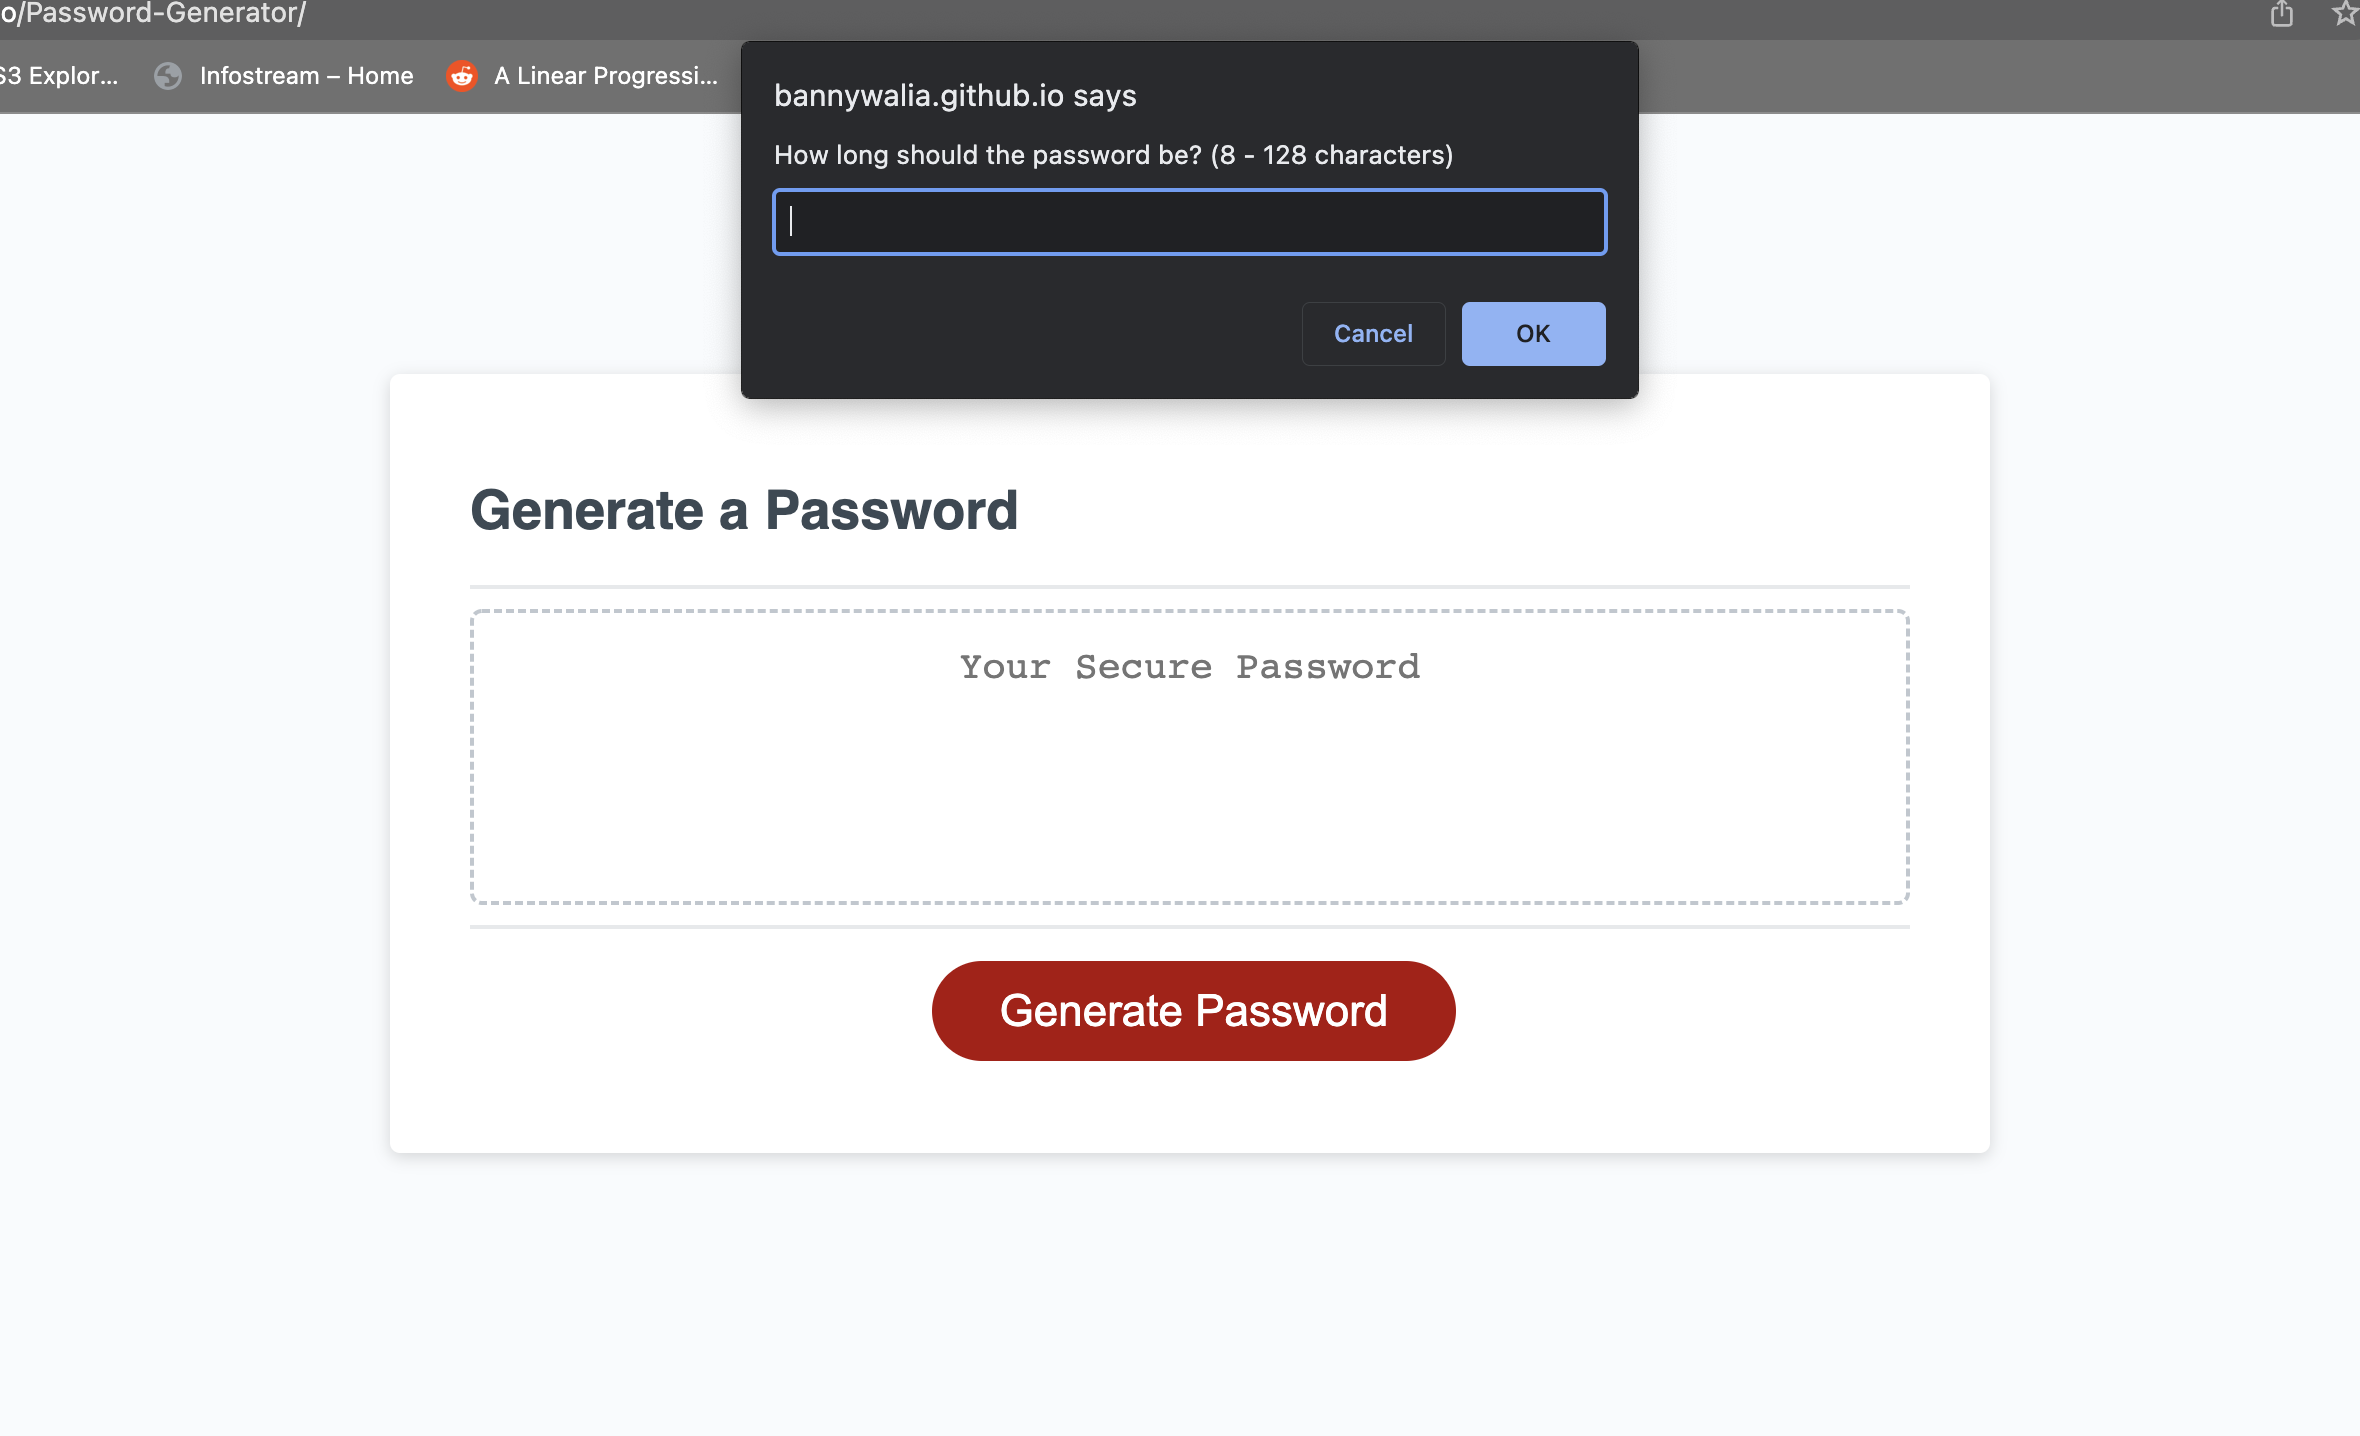 o/Password-Generator/
S3 Explor...
Infostream – Home
A Linear Progressi...
bannywalia.github.io says
How long should the password be? (8 - 128 characters)
Cancel
OK
Generate a Password
Your Secure Password
Generate Password